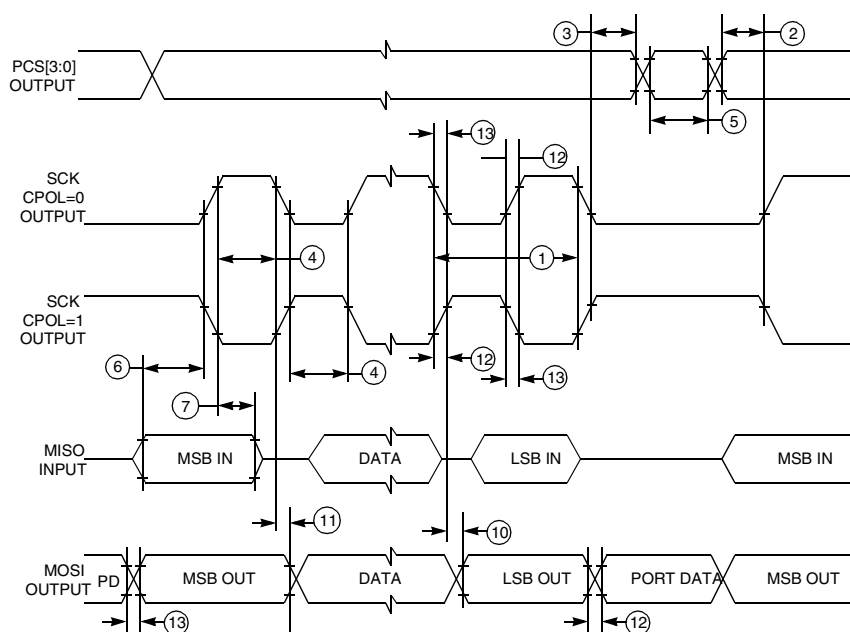 3
2
PCS[3:0]
OUTPUT
5
13
12
SCK
CPOL=0
OUTPUT
4
1
SCK
CPOL=1
OUTPUT
6
4
12
13
7
MISO
INPUT
MSB IN
DATA
LSB IN
MSB IN
11
10
MOSI
OUTPUT
PD
MSB OUT
DATA
LSB OUT
PORT DATA
MSB OUT
13
12